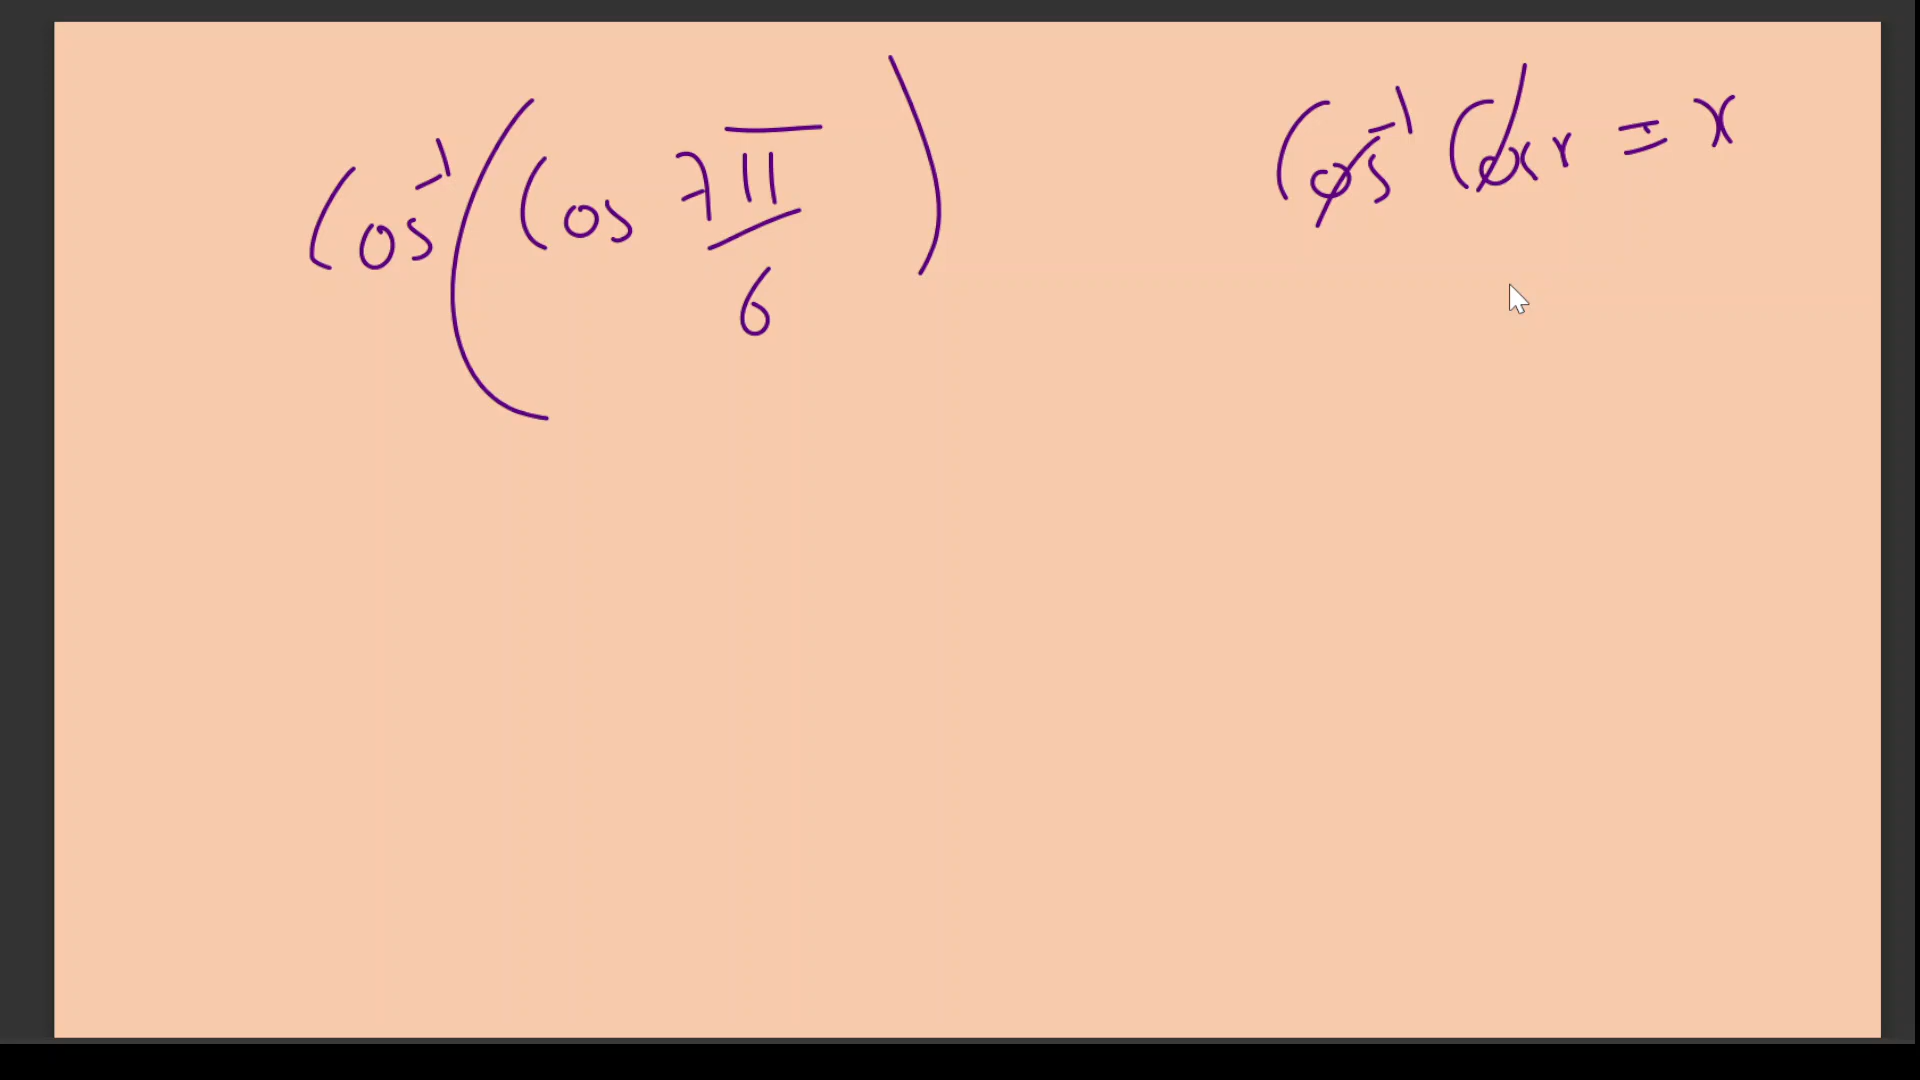 Cos⁻¹(Cos 7π/6)
Cos⁻¹ Cos x = x